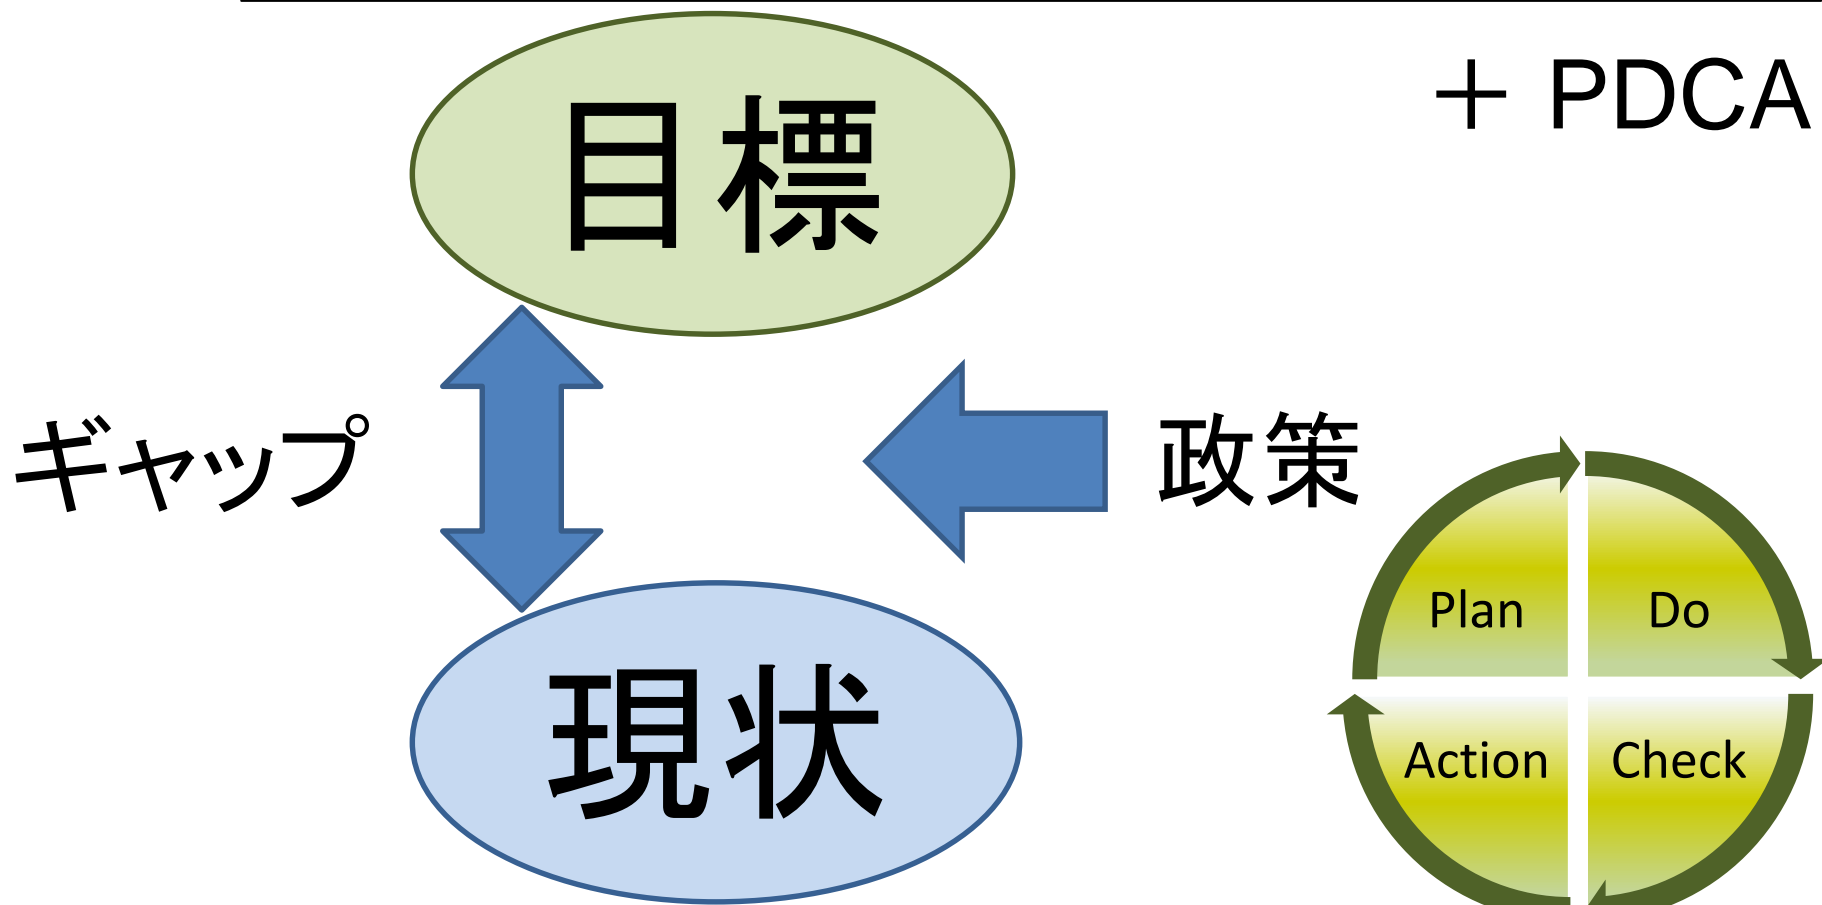 ＋ PDCA
目標
ギャップ
政策
現状
Plan
Do
Action
Check